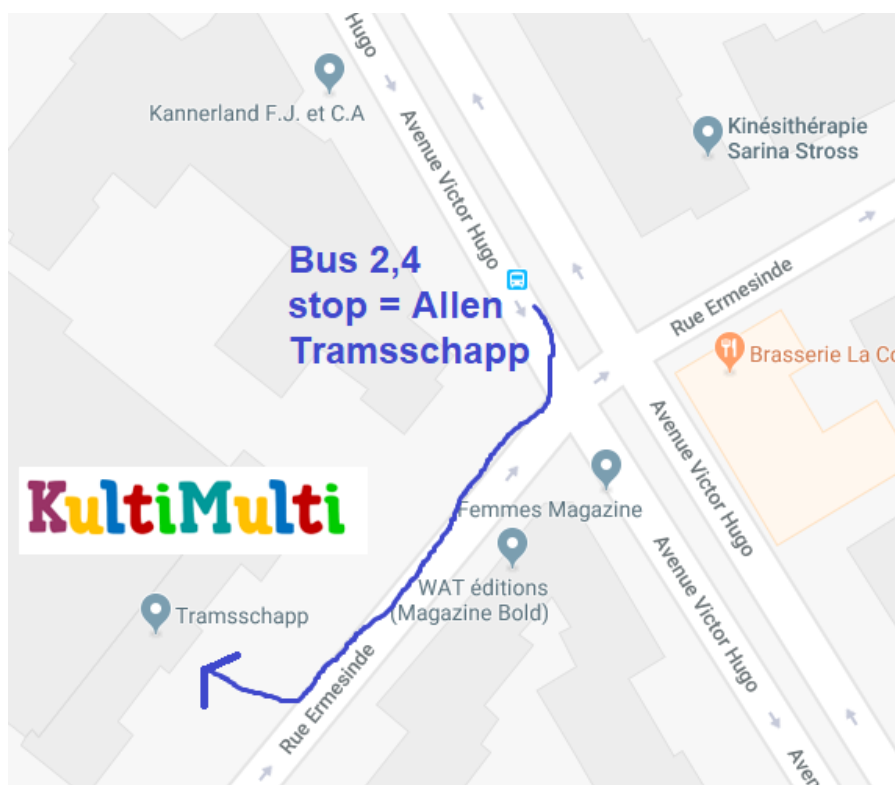 Hugo
Kannerland F.J. et C.A
Avenue Victor Hugo
Kinésithérapie
Sarina Stross
Bus 2,4
stop = Allen
Tramsschapp
Rue Ermesinde
Brasserie La Co
KultiMulti
Avenue Victor Hugo
Femmes Magazine
WAT éditions
(Magazine Bold)
Avenue Victor Hugo
Tramsschapp
Rue Ermesinde
Aven